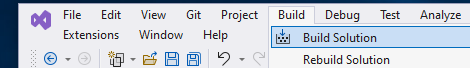 File Edit View Git Project Build Debug Test Analyze
Extensions Window Help
Build Solution
Rebuild Solution